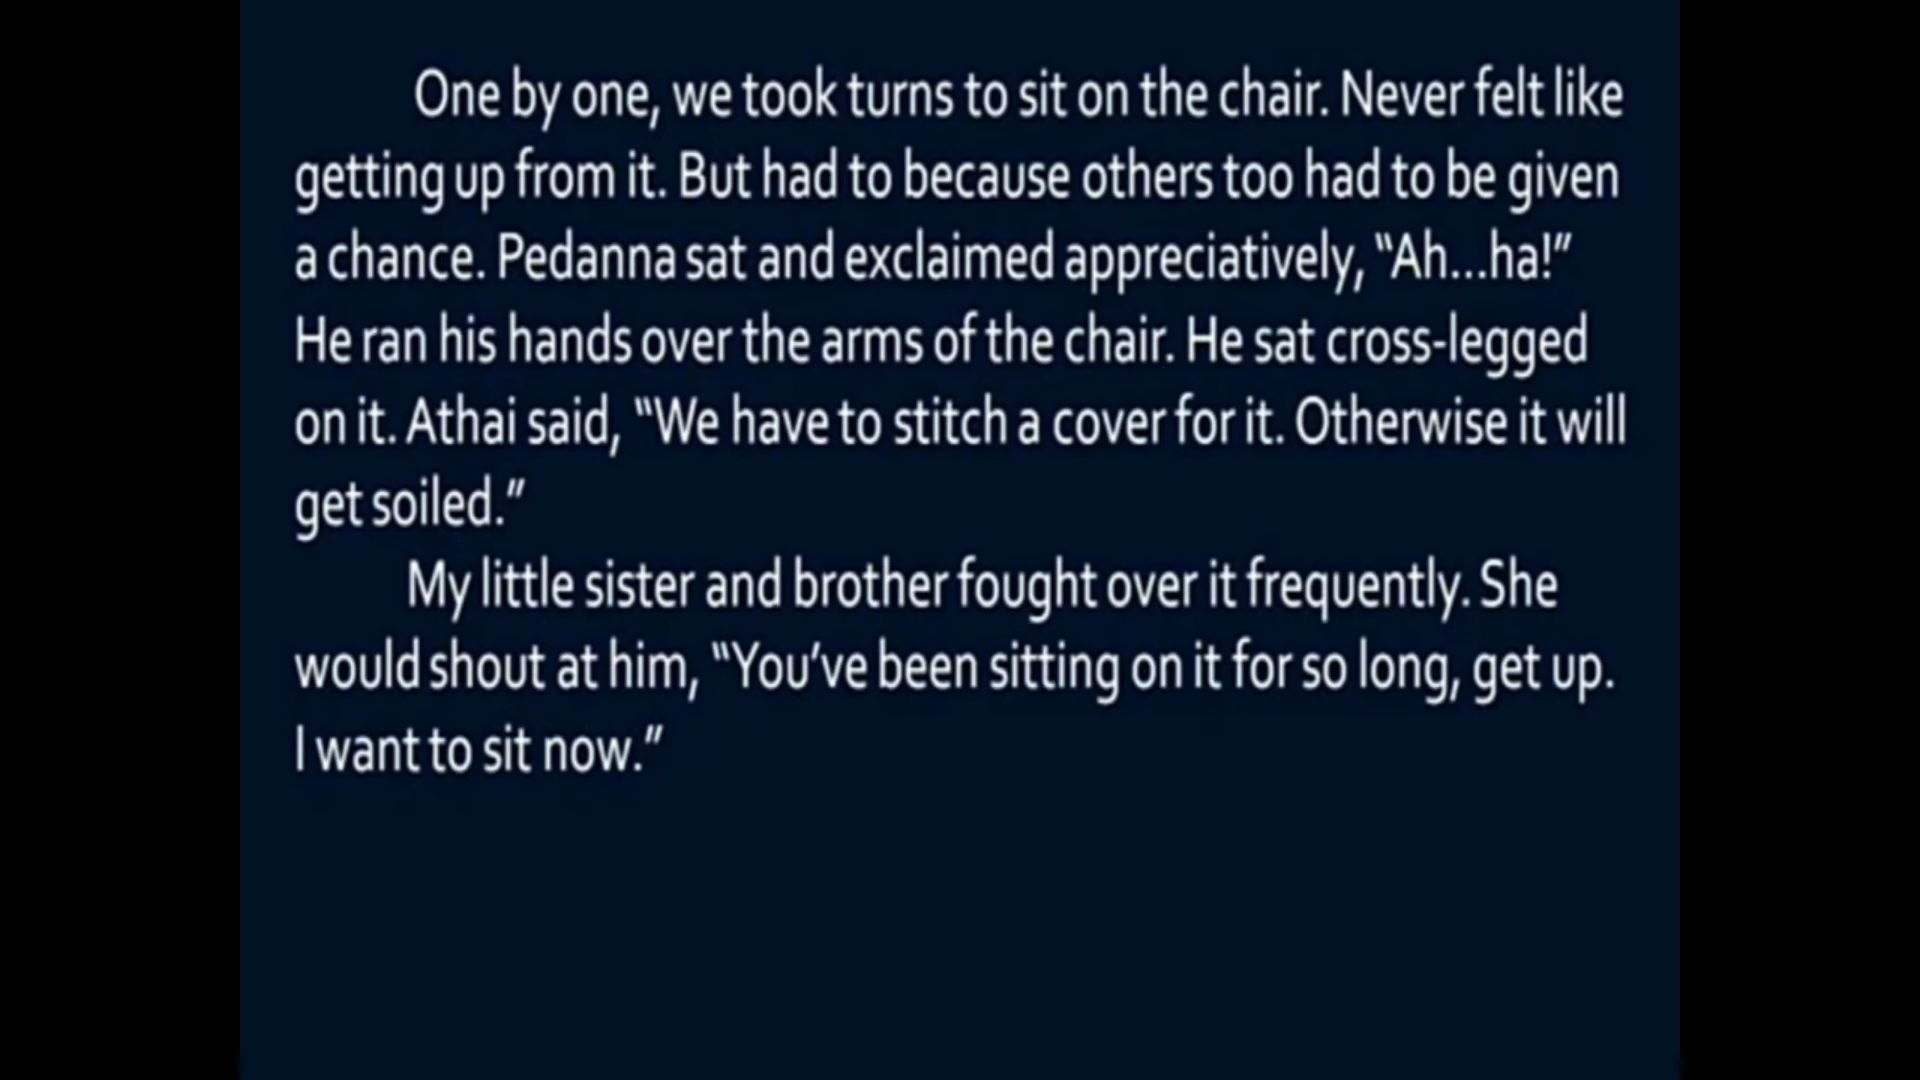 One by one, we took turns to sit on the chair. Never felt like
getting up from it. But had to because others too had to be given
a chance. Pedanna sat and exclaimed appreciatively, “Ah...ha!”
He ran his hands over the arms of the chair. He sat cross-legged
on it. Athai said, “We have to stitch a cover for it. Otherwise it will
get soiled.”
My little sister and brother fought over it frequently. She
would shout at him, “You’ve been sitting on it for so long, get up.
I want to sit now.”